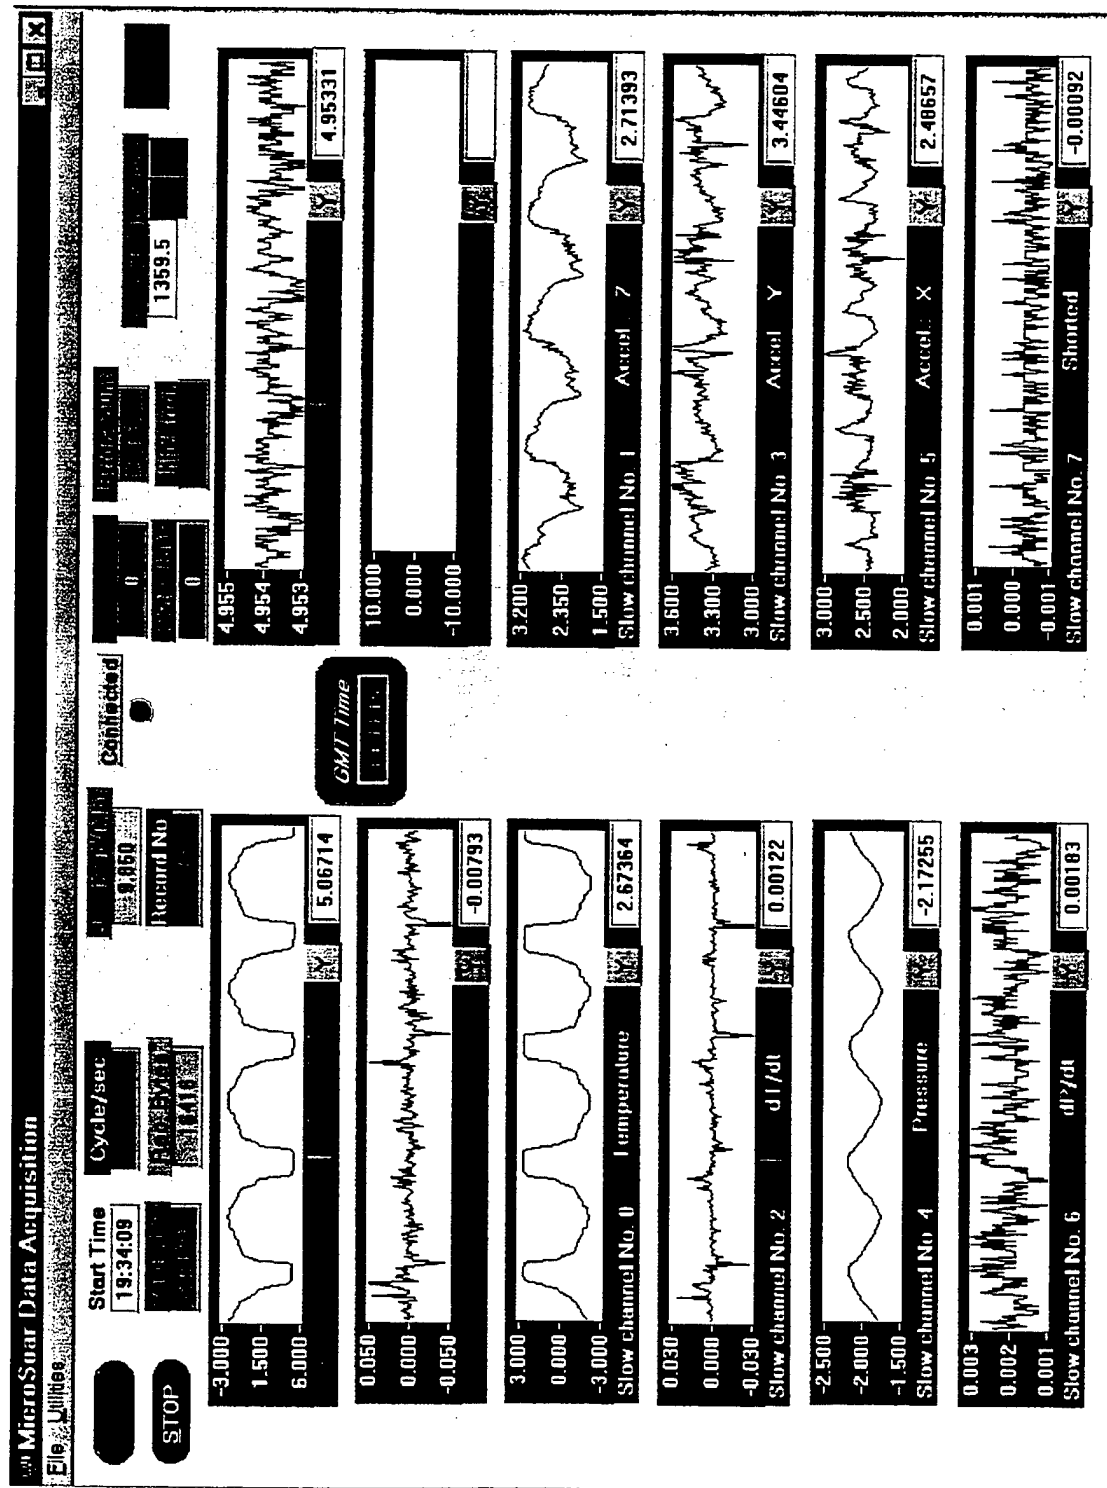 MicroSoar Data Acquisition
File Utilities
STOP
Start Time
19:34:09
Cycle/sec
9.060
Record No
Connected
0
0
1359.5
GMT Time
-3.000
1.500
6.000
5.06714
0.050
0.000
-0.050
-0.00793
3.000
0.000
-3.000
Slow channel No. 0 Temperature
2.67364
0.030
0.000
-0.030
Slow channel No. 2 dT/dt
0.00122
-2.500
-2.000
-1.500
Slow channel No. 4 Pressure
-2.17255
0.003
0.002
0.001
Slow channel No. 6 dP/dt
0.00183
4.955
4.954
4.953
Y
4.95331
10.000
0.000
-10.000
3.200
2.350
1.500
Slow channel No. 1 Accel. Z
Y
2.71393
3.600
3.300
3.000
Slow channel No. 3 Accel Y
Y
3.44604
3.000
2.500
2.000
Slow channel No. 5 Accel. X
Y
2.48657
0.001
0.000
-0.001
Slow channel No. 7 Shorted
Y
-0.00092